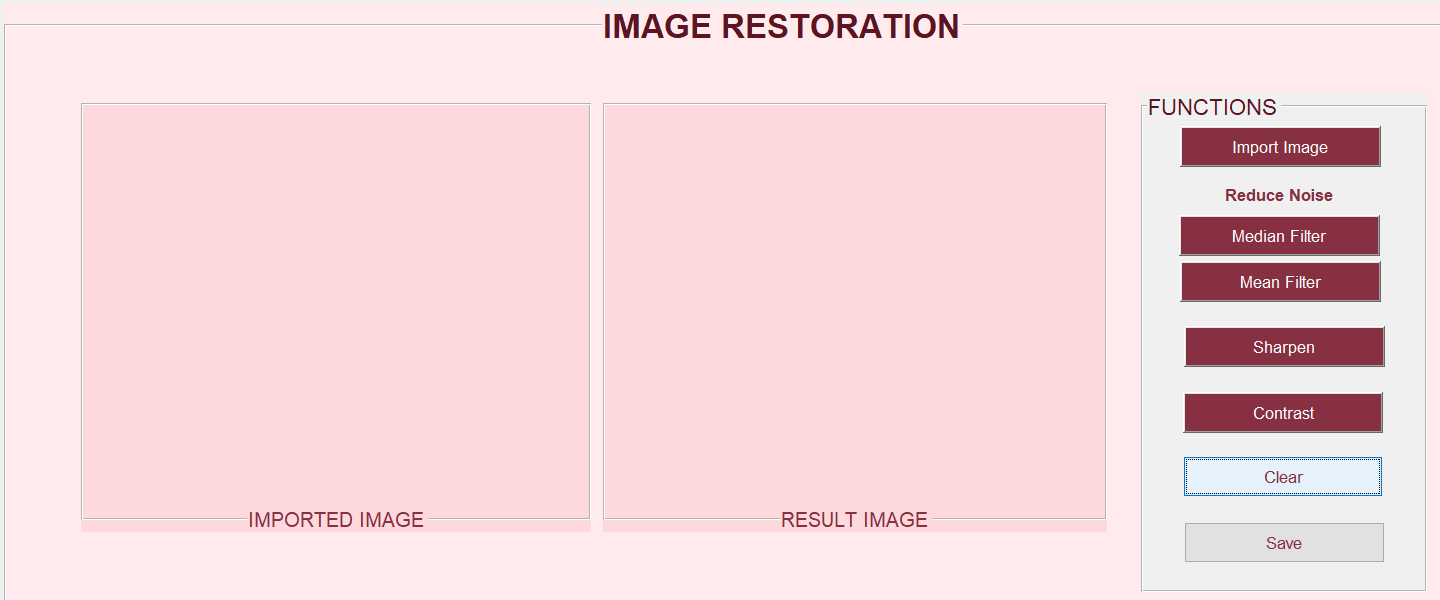 IMAGE RESTORATION
IMPORTED IMAGE
RESULT IMAGE
FUNCTIONS
Import Image
Reduce Noise
Median Filter
Mean Filter
Sharpen
Contrast
Clear
Save